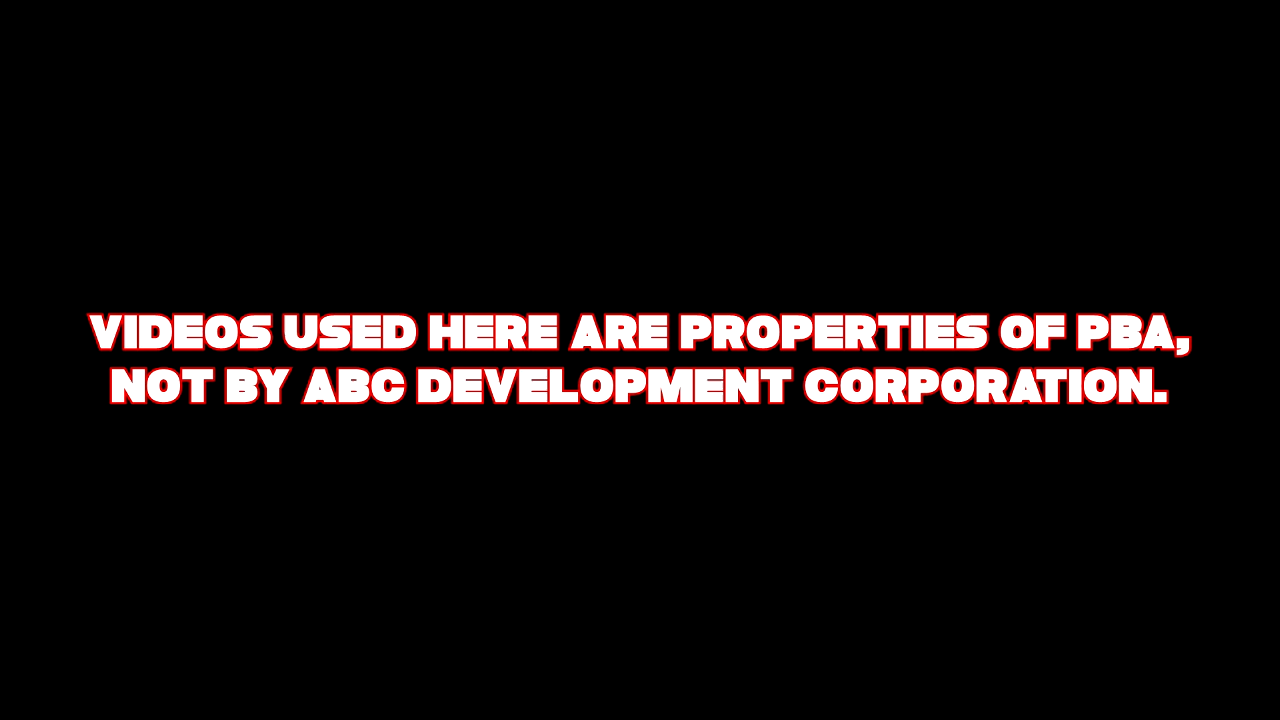 VIDEOS USED HERE ARE PROPERTIES OF PBA,
NOT BY ABC DEVELOPMENT CORPORATION.